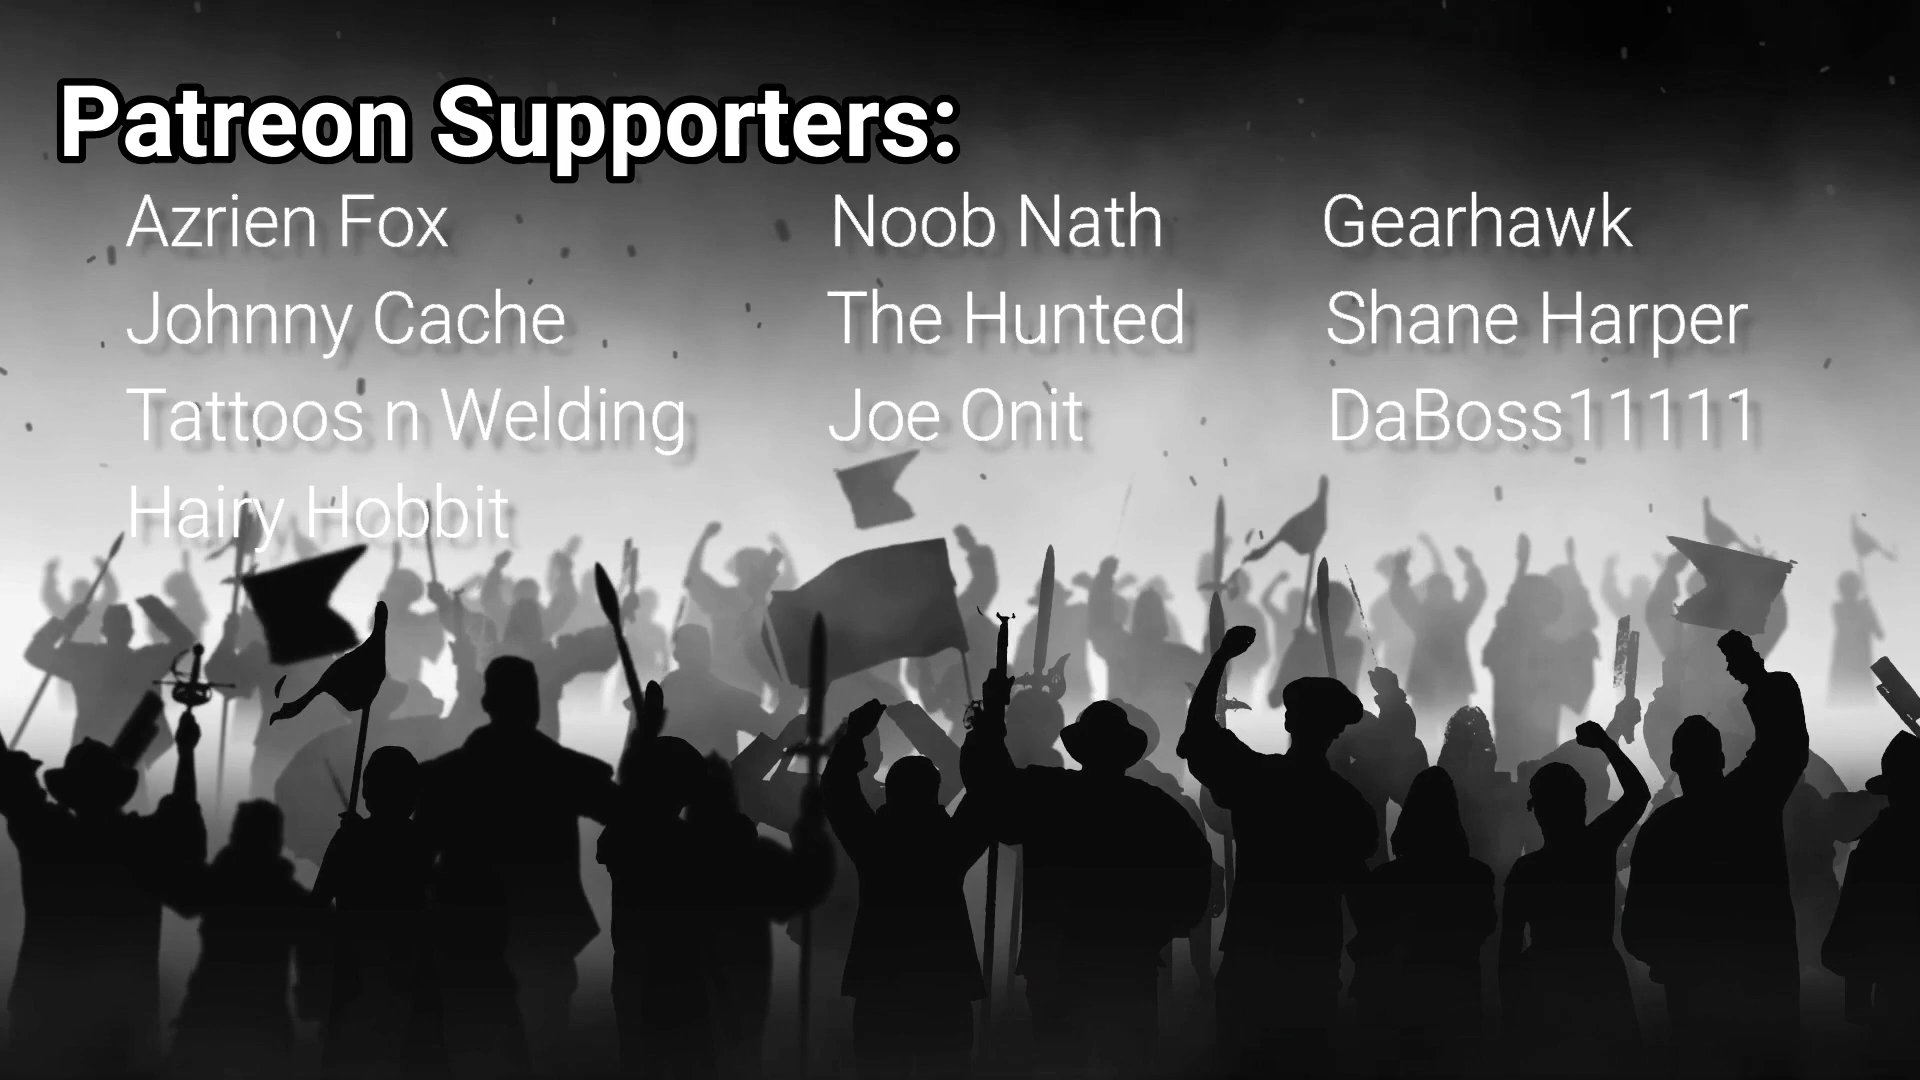 Patreon Supporters:
Azrien Fox
Johnny Cache
Tattoos n Welding
Hairy Hobbit
Noob Nath
The Hunted
Joe Onit
Gearhawk
Shane Harper
DaBoss11111